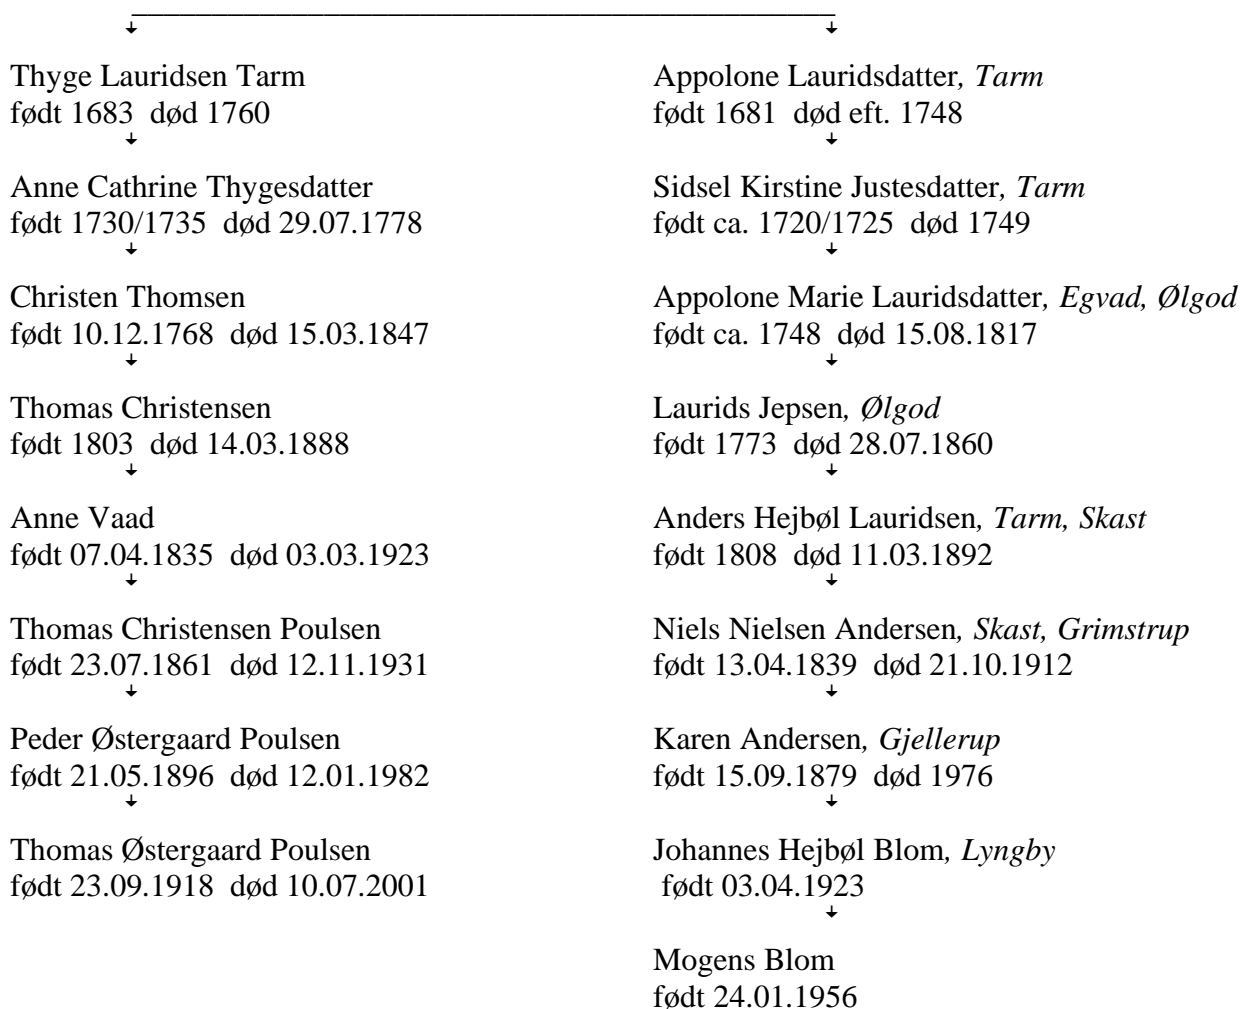 Thyge Lauridsen Tarm
født 1683 død 1760
Anne Cathrine Thygesdatter
født 1730/1735 død 29.07.1778
Christen Thomsen
født 10.12.1768 død 15.03.1847
Thomas Christensen
født 1803 død 14.03.1888
Anne Vaad
født 07.04.1835 død 03.03.1923
Thomas Christensen Poulsen
født 23.07.1861 død 12.11.1931
Peder Østergaard Poulsen
født 21.05.1896 død 12.01.1982
Thomas Østergaard Poulsen
født 23.09.1918 død 10.07.2001
Appolone Lauridsdatter, Tarm
født 1681 død eft. 1748
Sidsel Kirstine Justesdatter, Tarm
født ca. 1720/1725 død 1749
Appolone Marie Lauridsdatter, Egvad, Ølgod
født ca. 1748 død 15.08.1817
Laurids Jepsen, Ølgod
født 1773 død 28.07.1860
Anders Hejbøl Lauridsen, Tarm, Skast
født 1808 død 11.03.1892
Niels Nielsen Andersen, Skast, Grimstrup
født 13.04.1839 død 21.10.1912
Karen Andersen, Gjellerup
født 15.09.1879 død 1976
Johannes Hejbøl Blom, Lyngby
født 03.04.1923
Mogens Blom
født 24.01.1956